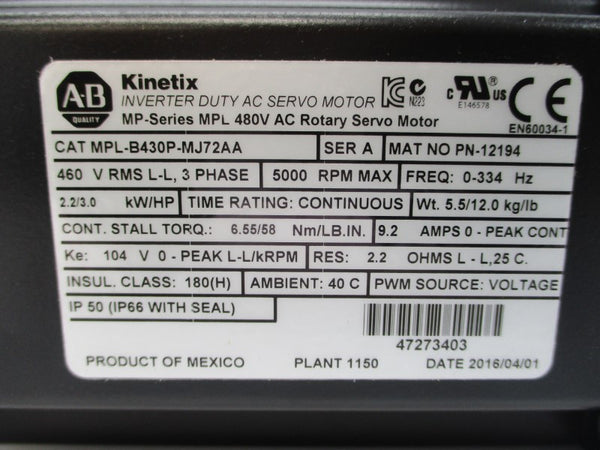 A-B
QUALITY
Kinetix
INVERTER DUTY AC SERVO MOTOR
MP-Series MPL 480V AC Rotary Servo Motor
N223
c UL US
E146578
CE
EN60034-1
CAT MPL-B430P-MJ72AA SER A MAT NO PN-12194
460 V RMS L-L, 3 PHASE 5000 RPM MAX FREQ: 0-334 Hz
2.2/3.0 kW/HP TIME RATING: CONTINUOUS Wt. 5.5/12.0 kg/lb
CONT. STALL TORQ.: 6.55/58 Nm/LB.IN. 9.2 AMPS 0 - PEAK CONT
Ke: 104 V 0 - PEAK L-L/kRPM RES: 2.2 OHMS L - L,25 C.
INSUL. CLASS: 180(H) AMBIENT: 40 C PWM SOURCE: VOLTAGE
IP 50 (IP66 WITH SEAL)
47273403
PRODUCT OF MEXICO PLANT 1150 DATE 2016/04/01